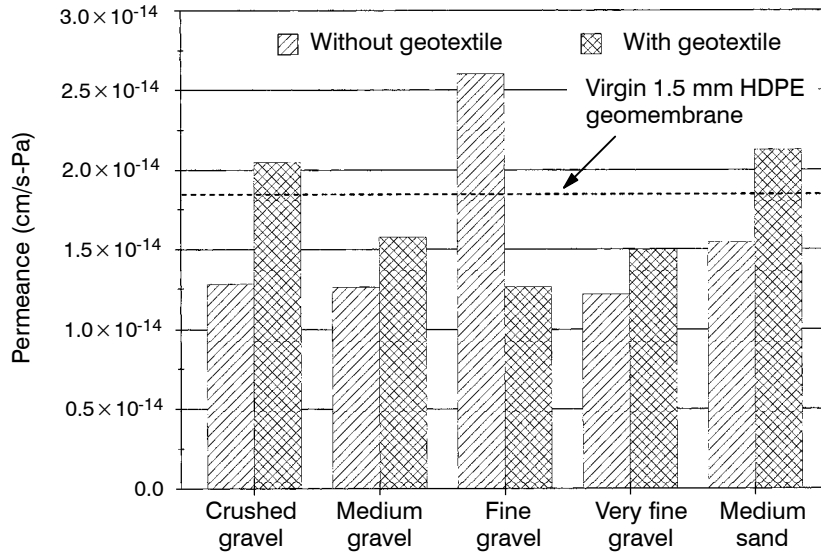 3.0×10⁻¹⁴
2.5×10⁻¹⁴
2.0×10⁻¹⁴
1.5×10⁻¹⁴
1.0×10⁻¹⁴
0.5×10⁻¹⁴
0.0
Permeance (cm/s-Pa)
Without geotextile
With geotextile
Virgin 1.5 mm HDPE
geomembrane
Crushed
gravel
Medium
gravel
Fine
gravel
Very fine
gravel
Medium
sand